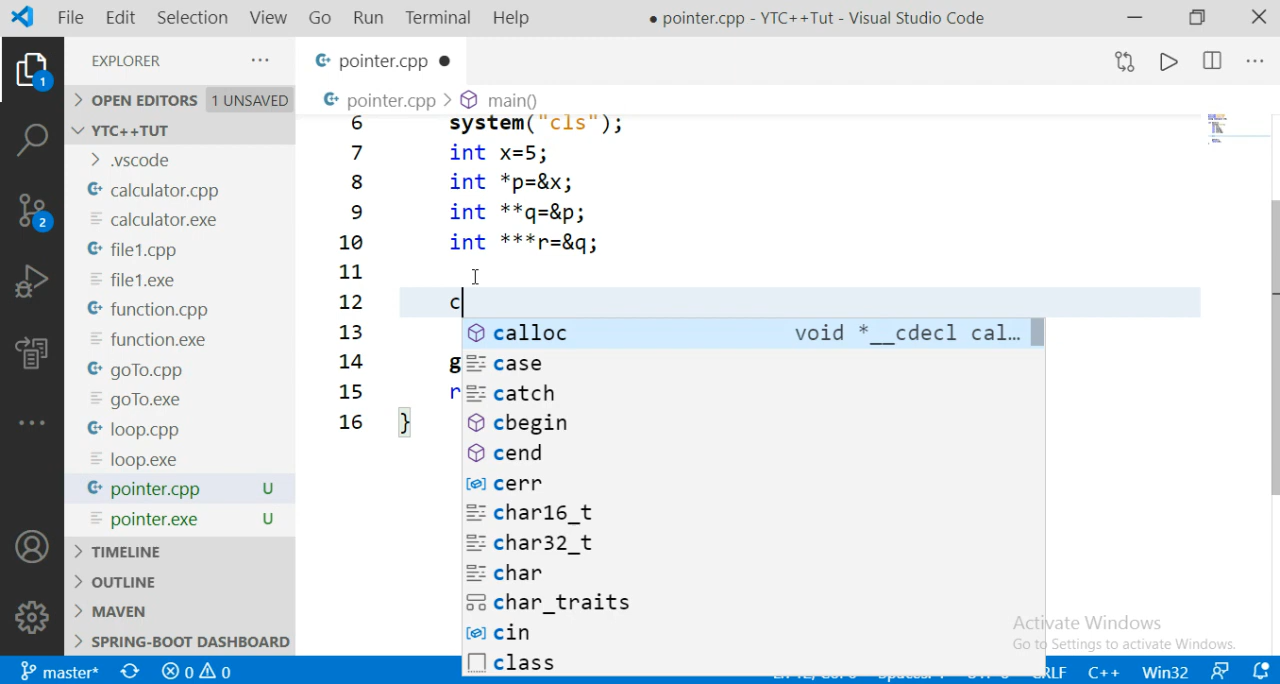 File Edit Selection View Go Run Terminal Help ● pointer.cpp - YTC++Tut - Visual Studio Code
EXPLORER ···
pointer.cpp ●
OPEN EDITORS 1 UNSAVED
pointer.cpp > main()
YTC++TUT
.vscode
calculator.cpp
calculator.exe
file1.cpp
file1.exe
function.cpp
function.exe
goTo.cpp
goTo.exe
loop.cpp
loop.exe
pointer.cpp U
pointer.exe U
TIMELINE
OUTLINE
MAVEN
SPRING-BOOT DASHBOARD
1
2
6 system("cls");
7 int x=5;
8 int *p=&x;
9 int **q=&p;
10 int ***r=&q;
11
12 c
13
14 g
15 r
16 }
calloc void *__cdecl cal…
case
catch
cbegin
cend
cerr
char16_t
char32_t
char
char_traits
cin
class
Activate Windows
Go to Settings to activate Windows.
master* 0 0 CRLF C++ Win32